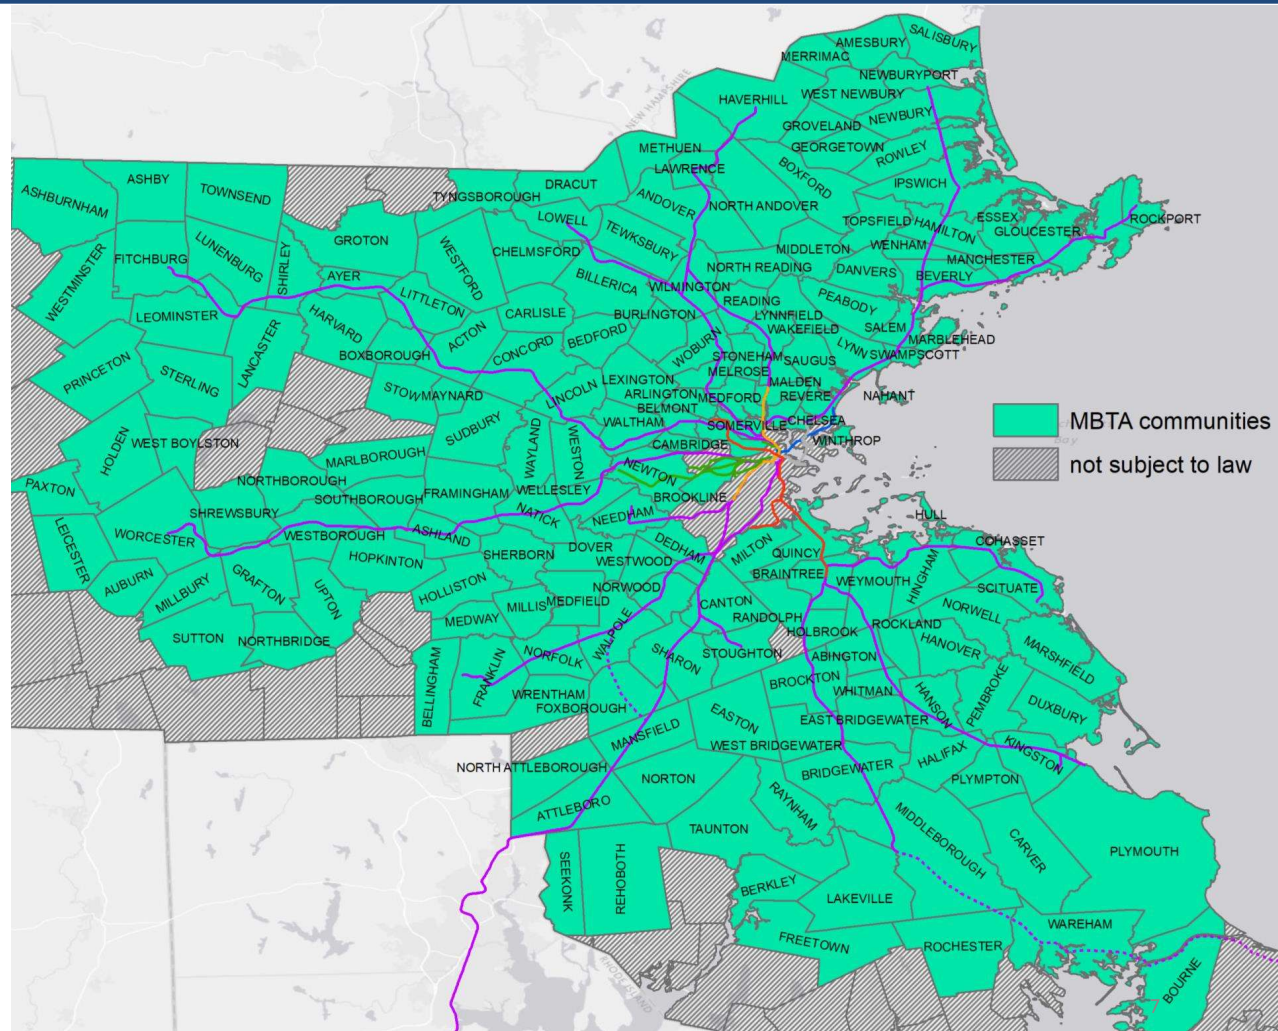 SALISBURY
AMESBURY
MERRIMAC
NEWBURYPORT
HAVERHILL
WEST NEWBURY
NEWBURY
GROVELAND
NEW HAMPSHIRE
METHUEN
GEORGETOWN
ROWLEY
LAWRENCE
BOXFORD
ASHBURNHAM
ASHBY
TOWNSEND
TYNGSBOROUGH
DRACUT
ANDOVER
IPSWICH
NORTH ANDOVER
LOWELL
TEWKSBURY
TOPSFIELD
HAMILTON
ESSEX
GLOUCESTER
ROCKPORT
GROTON
WESTFORD
CHELMSFORD
MIDDLETON
WENHAM
MANCHESTER
WESTMINSTER
FITCHBURG
LUNENBURG
SHIRLEY
AYER
BILLERICA
NORTH READING
DANVERS
BEVERLY
WILMINGTON
LITTLETON
READING
PEABODY
LEOMINSTER
HARVARD
ACTON
CARLISLE
BURLINGTON
LYNNFIELD
WAKEFIELD
SALEM
LANCASTER
BOXBOROUGH
CONCORD
BEDFORD
WOBURN
STONEHAM
SAUGUS
LYNN
SWAMPSCOTT
MARBLEHEAD
PRINCETON
STERLING
STOW
MAYNARD
LINCOLN
LEXINGTON
MELROSE
MALDEN
ARLINGTON
MEDFORD
REVERE
NAHANT
BELMONT
SUDBURY
WALTHAM
SOMERVILLE
CHELSEA
MBTA communities
HOLDEN
WEST BOYLSTON
WAYLAND
WESTON
CAMBRIDGE
WINTHROP
MARLBOROUGH
not subject to law
NORTHBOROUGH
NEWTON
PAXTON
SOUTHBOROUGH
FRAMINGHAM
WELLESLEY
BROOKLINE
SHREWSBURY
NATICK
NEEDHAM
HULL
LEICESTER
WORCESTER
WESTBOROUGH
ASHLAND
DEDHAM
MILTON
COHASSET
HOPKINTON
SHERBORN
DOVER
WESTWOOD
QUINCY
AUBURN
MILLBURY
GRAFTON
UPTON
HOLLISTON
NORWOOD
BRAINTREE
WEYMOUTH
HINGHAM
SCITUATE
MEDWAY
MILLIS
MEDFIELD
CANTON
RANDOLPH
NORWELL
SUTTON
NORTHBRIDGE
WALPOLE
HOLBROOK
ROCKLAND
HANOVER
MARSHFIELD
BELLINGHAM
FRANKLIN
NORFOLK
SHARON
STOUGHTON
ABINGTON
WRENTHAM
BROCKTON
WHITMAN
HANSON
PEMBROKE
DUXBURY
FOXBOROUGH
EASTON
EAST BRIDGEWATER
MANSFIELD
WEST BRIDGEWATER
HALIFAX
KINGSTON
NORTH ATTLEBOROUGH
NORTON
BRIDGEWATER
PLYMPTON
ATTLEBORO
RAYNHAM
TAUNTON
MIDDLEBOROUGH
CARVER
PLYMOUTH
SEEKONK
REHOBOTH
BERKLEY
LAKEVILLE
WAREHAM
FREETOWN
ROCHESTER
BOURNE
RHODE ISLAND